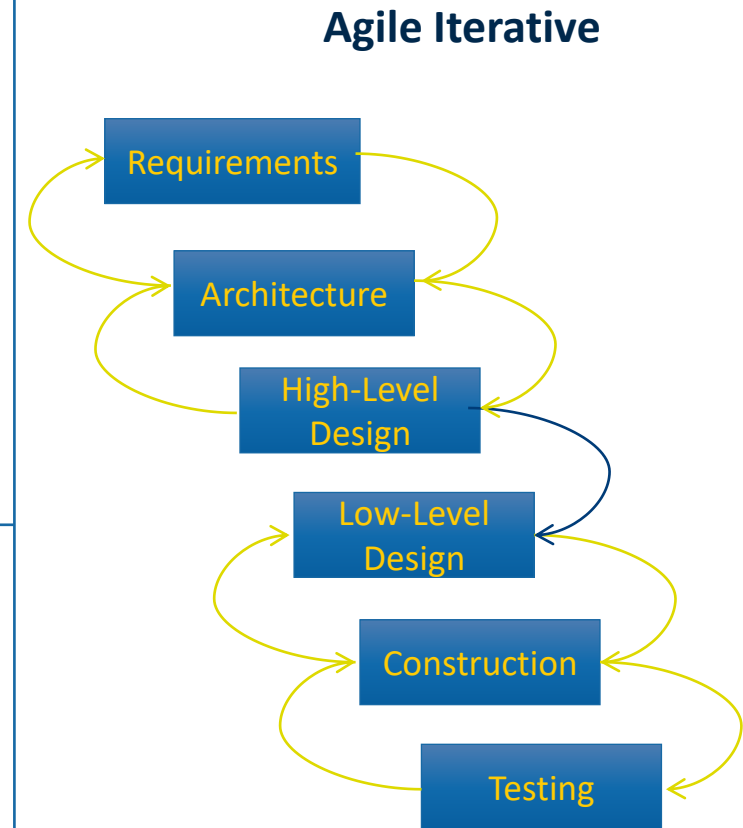 Agile Iterative
Requirements
Architecture
High-Level
Design
Low-Level
Design
Construction
Testing